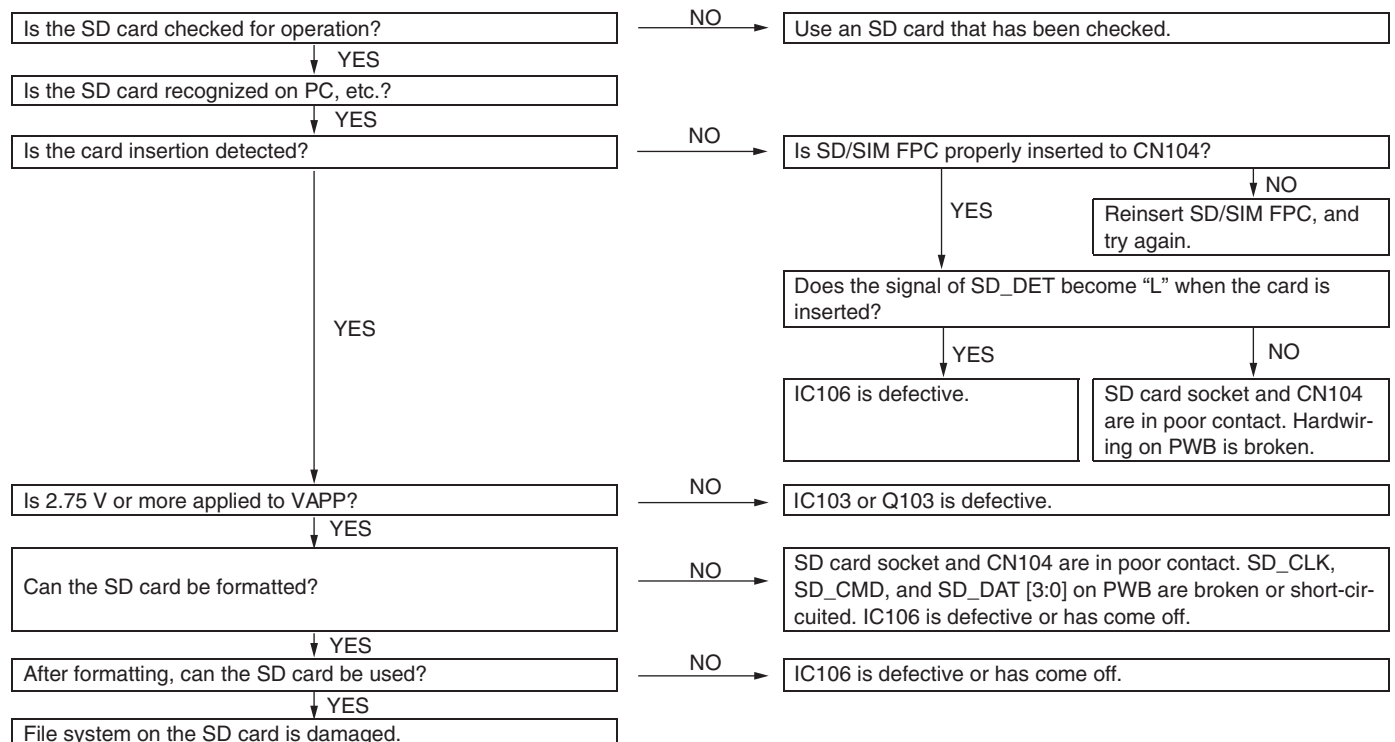 Is the SD card checked for operation?
NO
Use an SD card that has been checked.
YES
Is the SD card recognized on PC, etc.?
YES
Is the card insertion detected?
NO
Is SD/SIM FPC properly inserted to CN104?
YES
NO
Reinsert SD/SIM FPC, and
try again.
Does the signal of SD_DET become “L” when the card is
inserted?
YES
YES
NO
IC106 is defective.
SD card socket and CN104
are in poor contact. Hardwir-
ing on PWB is broken.
Is 2.75 V or more applied to VAPP?
NO
IC103 or Q103 is defective.
YES
Can the SD card be formatted?
NO
SD card socket and CN104 are in poor contact. SD_CLK,
SD_CMD, and SD_DAT [3:0] on PWB are broken or short-cir-
cuited. IC106 is defective or has come off.
YES
After formatting, can the SD card be used?
NO
IC106 is defective or has come off.
YES
File system on the SD card is damaged.